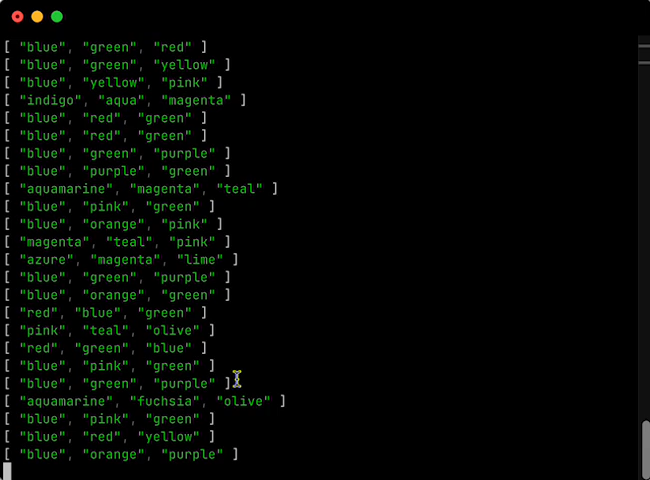 [ "blue", "green", "red" ]
[ "blue", "green", "yellow" ]
[ "blue", "yellow", "pink" ]
[ "indigo", "aqua", "magenta" ]
[ "blue", "red", "green" ]
[ "blue", "red", "green" ]
[ "blue", "green", "purple" ]
[ "blue", "purple", "green" ]
[ "aquamarine", "magenta", "teal" ]
[ "blue", "pink", "green" ]
[ "blue", "orange", "pink" ]
[ "magenta", "teal", "pink" ]
[ "azure", "magenta", "lime" ]
[ "blue", "green", "purple" ]
[ "blue", "orange", "green" ]
[ "red", "blue", "green" ]
[ "pink", "teal", "olive" ]
[ "red", "green", "blue" ]
[ "blue", "pink", "green" ]
[ "blue", "green", "purple" ]
[ "aquamarine", "fuchsia", "olive" ]
[ "blue", "pink", "green" ]
[ "blue", "red", "yellow" ]
[ "blue", "orange", "purple" ]